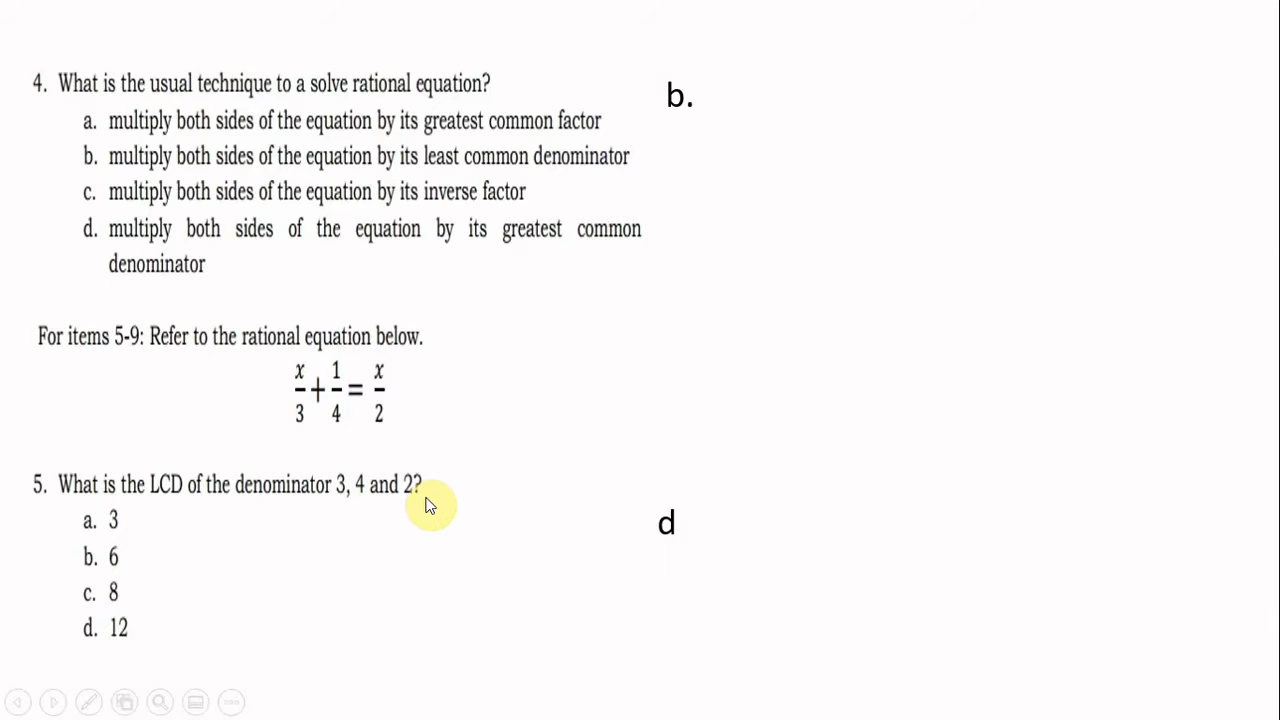 4. What is the usual technique to a solve rational equation?
b.
a. multiply both sides of the equation by its greatest common factor
b. multiply both sides of the equation by its least common denominator
c. multiply both sides of the equation by its inverse factor
d. multiply both sides of the equation by its greatest common
denominator
For items 5-9: Refer to the rational equation below.
x/3 + 1/4 = x/2
5. What is the LCD of the denominator 3, 4 and 2?
a. 3
d
b. 6
c. 8
d. 12